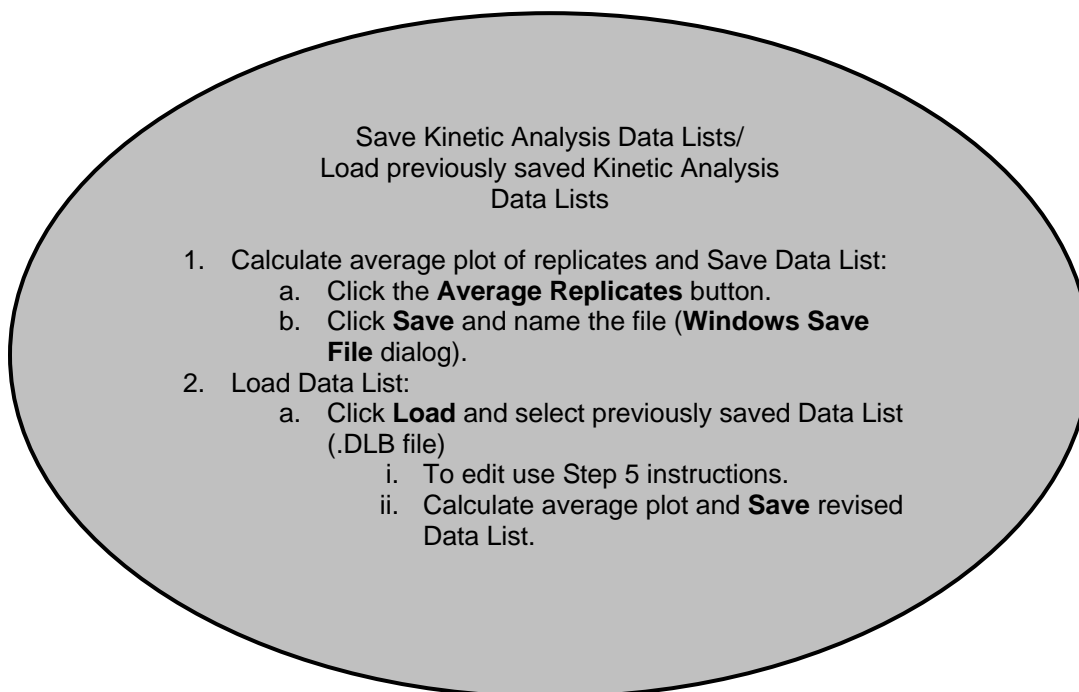 Save Kinetic Analysis Data Lists/
Load previously saved Kinetic Analysis
Data Lists
1. Calculate average plot of replicates and Save Data List:
a. Click the Average Replicates button.
b. Click Save and name the file (Windows Save
File dialog).
2. Load Data List:
a. Click Load and select previously saved Data List
(.DLB file)
i. To edit use Step 5 instructions.
ii. Calculate average plot and Save revised
Data List.